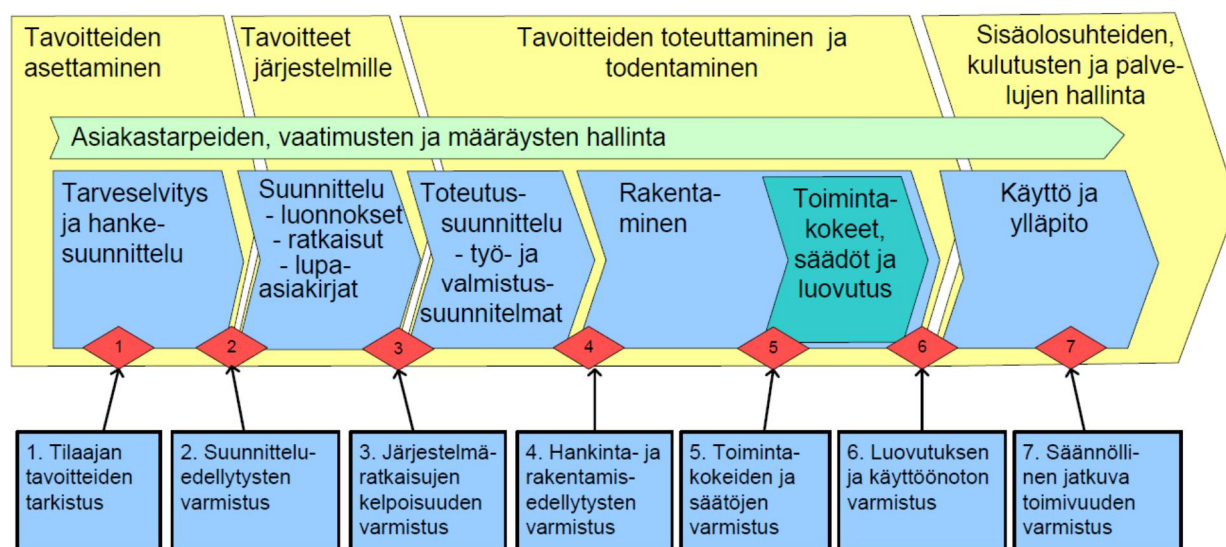 Tavoitteiden
asettaminen
Tavoitteet
järjestelmille
Tavoitteiden toteuttaminen ja
todentaminen
Sisäolosuhteiden,
kulutusten ja palve-
lujen hallinta
Asiakastarpeiden, vaatimusten ja määräysten hallinta
Tarveselvitys
ja hanke-
suunnittelu
Suunnittelu
- luonnokset
- ratkaisut
- lupa-
asiakirjat
Toteutus-
suunnittelu
- työ- ja
valmistus-
suunnitelmat
Rakenta-
minen
Toiminta-
kokeet,
säädöt ja
luovutus
Käyttö ja
ylläpito
1
2
3
4
5
6
7
1. Tilaajan
tavoitteiden
tarkistus
2. Suunnittelu-
edellytysten
varmistus
3. Järjestelmä-
ratkaisujen
kelpoisuuden
varmistus
4. Hankinta- ja
rakentamis-
edellytysten
varmistus
5. Toiminta-
kokeiden ja
säätöjen
varmistus
6. Luovutuksen
ja käyttöönoton
varmistus
7. Säännölli-
nen jatkuva
toimivuuden
varmistus